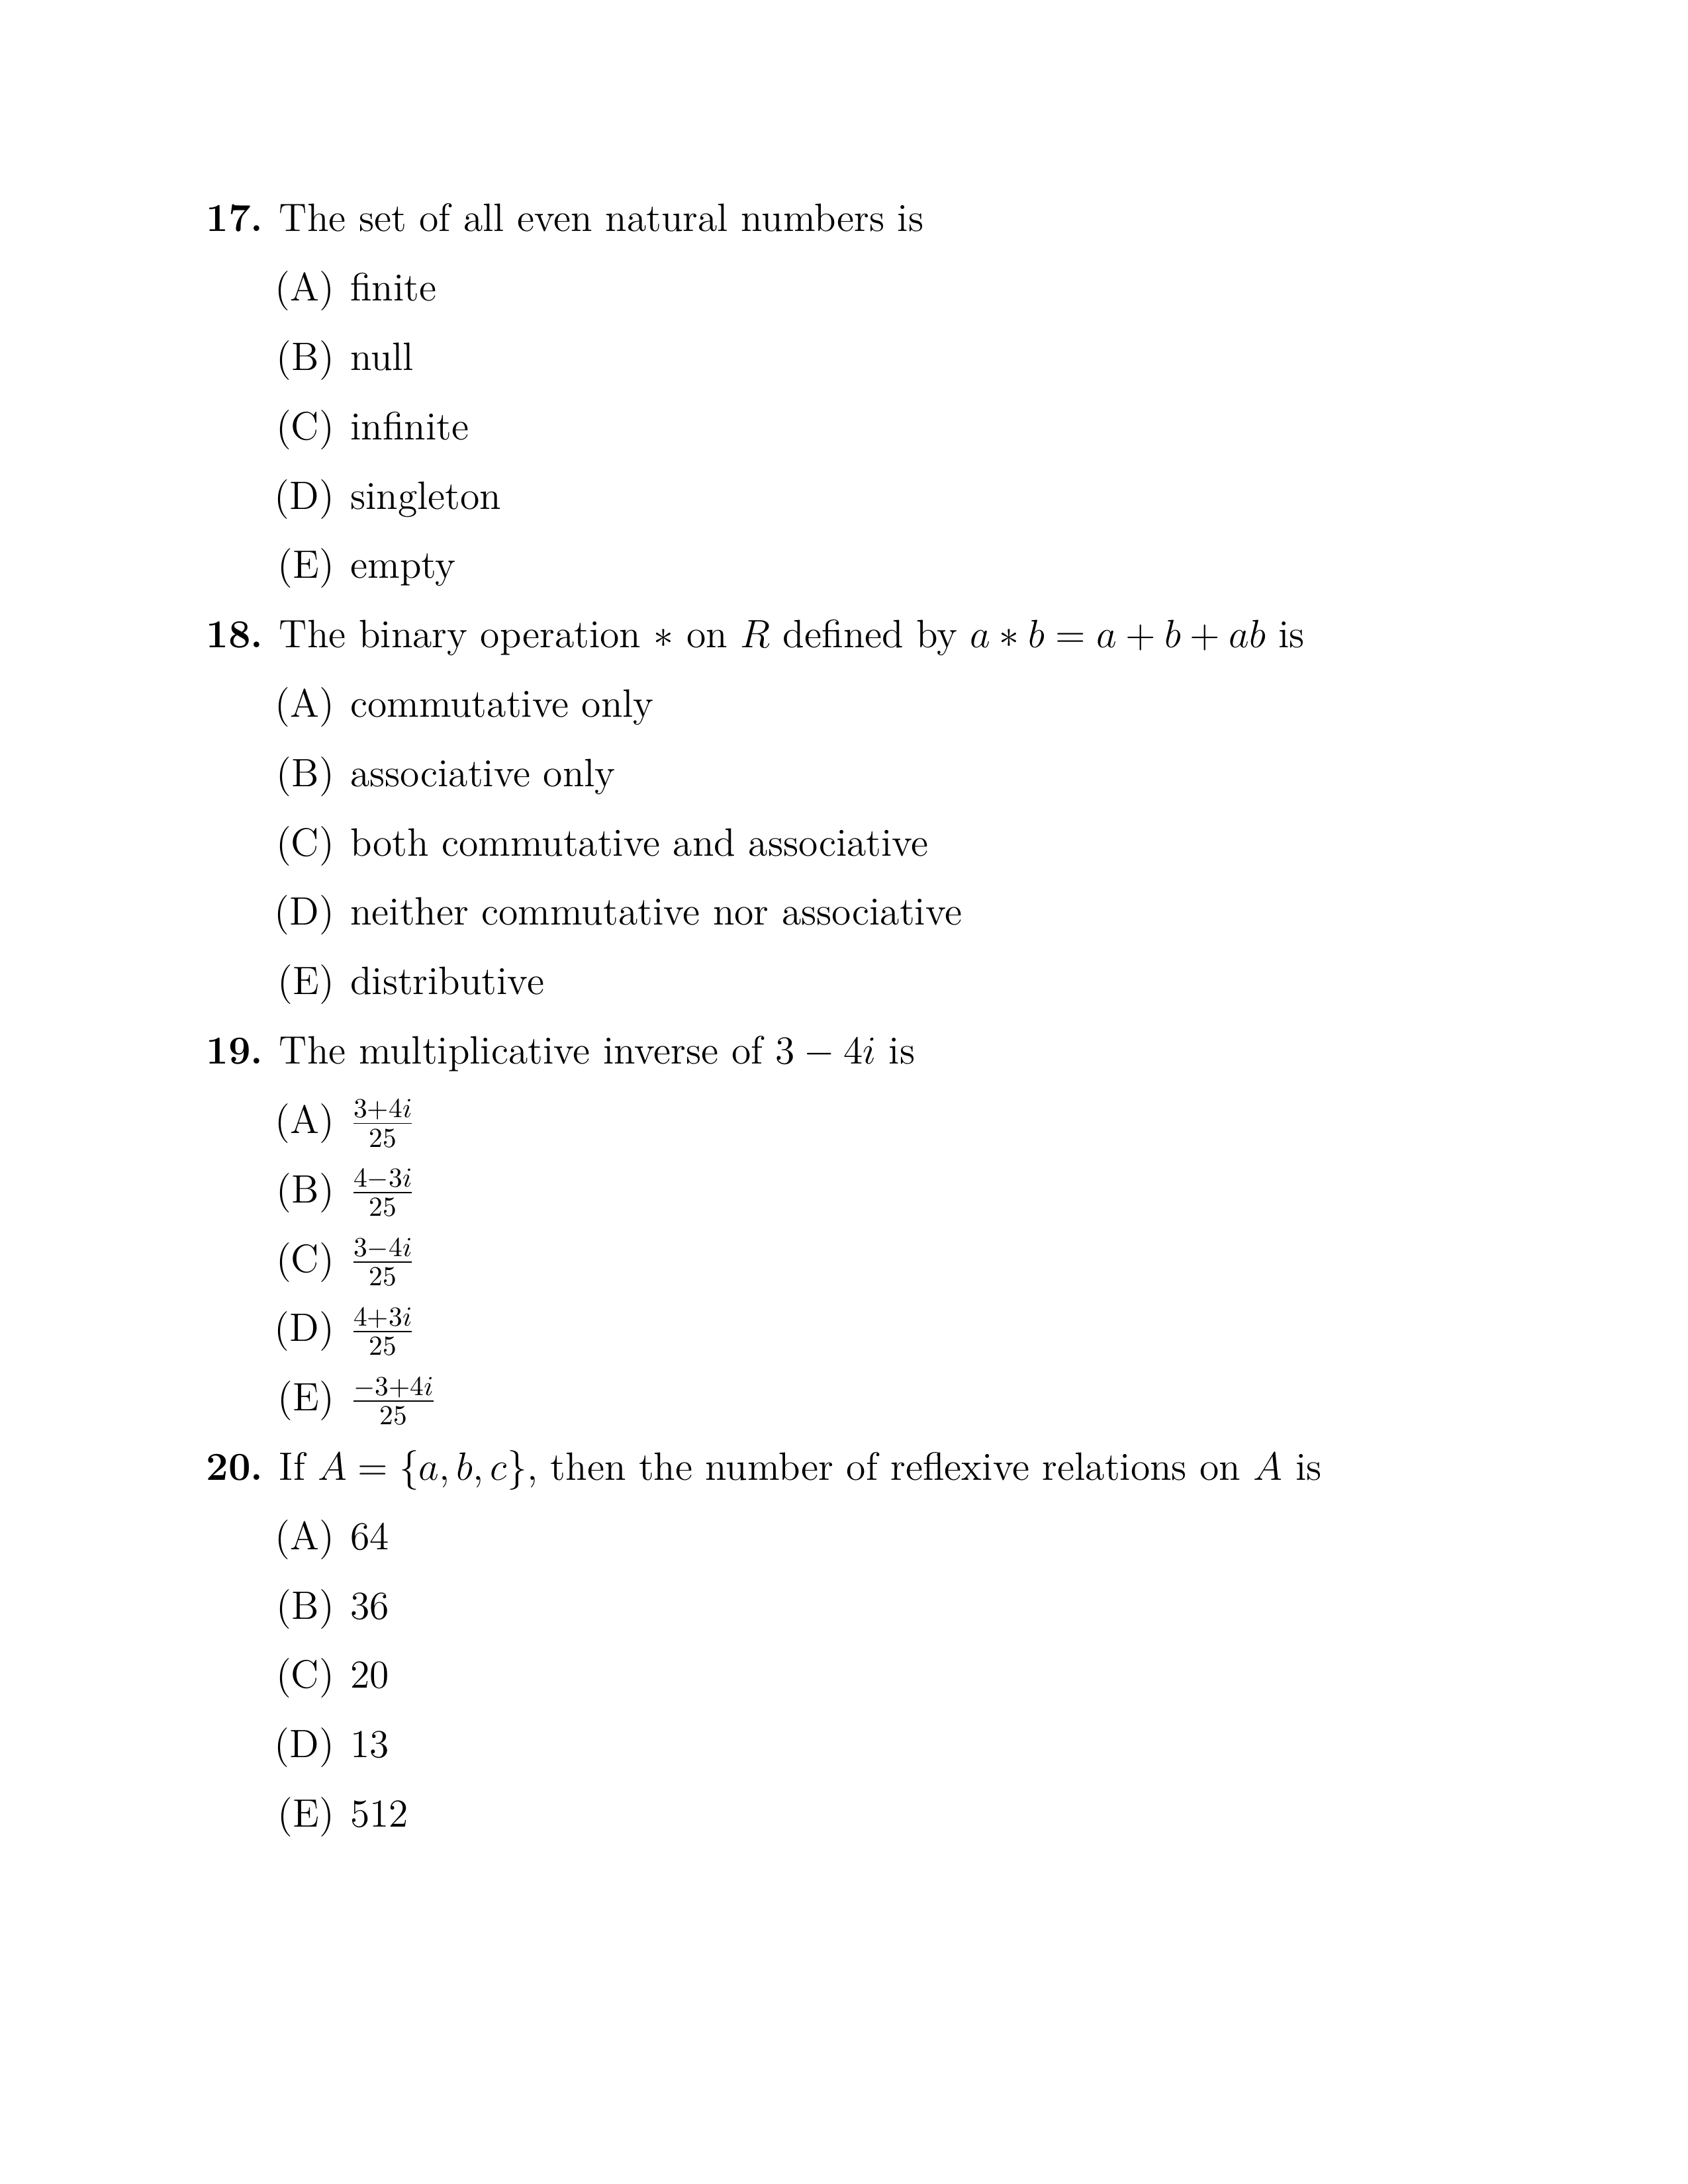 17. The set of all even natural numbers is
(A) finite
(B) null
(C) infinite
(D) singleton
(E) empty
18. The binary operation ∗ on R defined by a ∗ b = a + b + ab is
(A) commutative only
(B) associative only
(C) both commutative and associative
(D) neither commutative nor associative
(E) distributive
19. The multiplicative inverse of 3 − 4i is
(A) \frac{3+4i}{25}
(B) \frac{4−3i}{25}
(C) \frac{3−4i}{25}
(D) \frac{4+3i}{25}
(E) \frac{−3+4i}{25}
20. If A = {a, b, c}, then the number of reflexive relations on A is
(A) 64
(B) 36
(C) 20
(D) 13
(E) 512